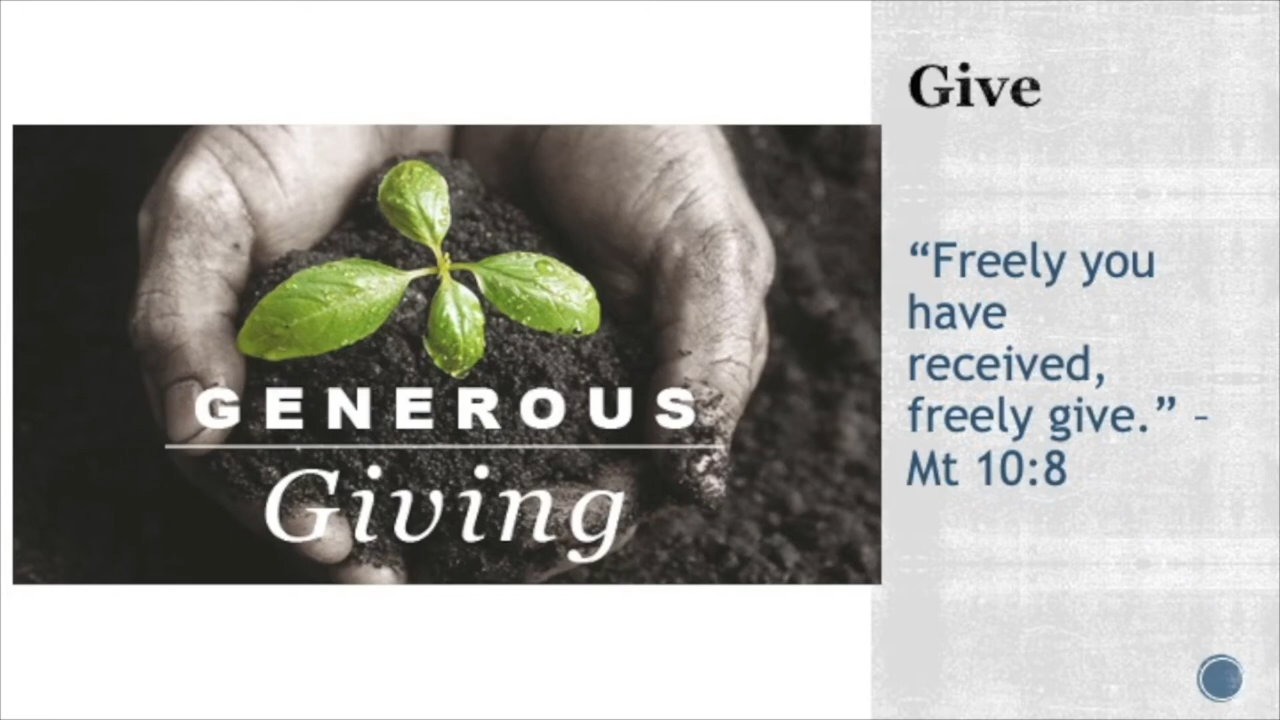 GENEROUS
Giving
Give
“Freely you
have
received,
freely give.” –
Mt 10:8